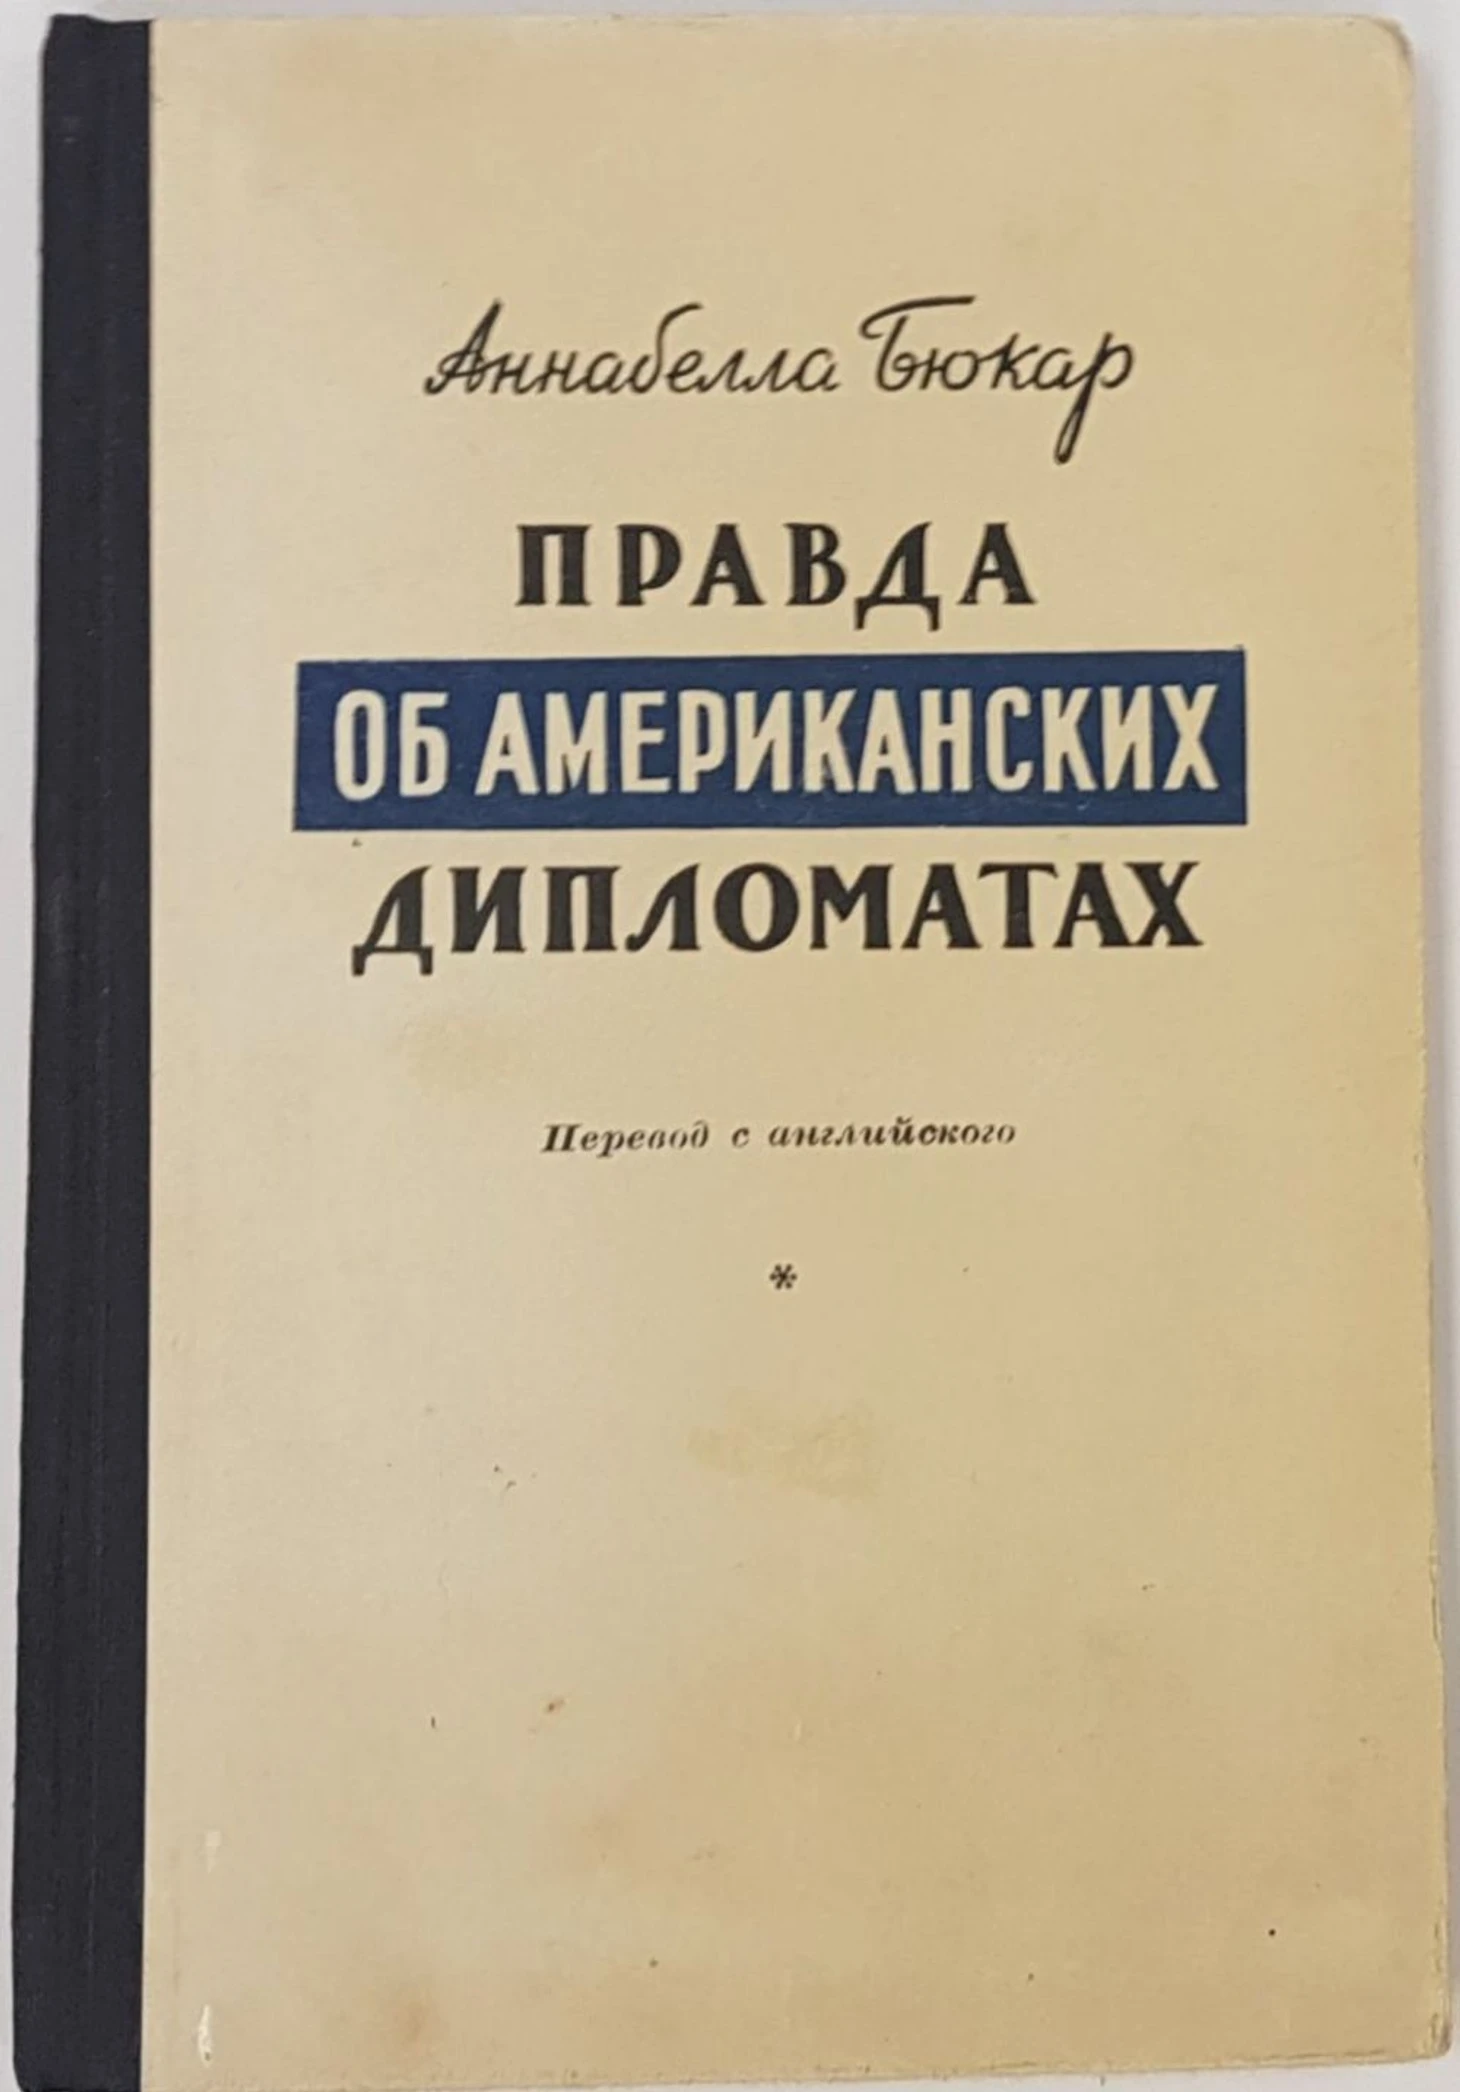 Аннабелла Бюкар
ПРАВДА
ОБ АМЕРИКАНСКИХ
ДИПЛОМАТАХ
Перевод с английского
*